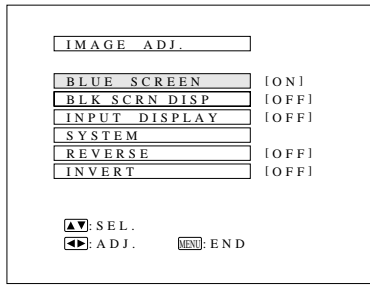 IMAGE ADJ.
BLUE SCREEN [ON]
BLK SCRN DISP [OFF]
INPUT DISPLAY [OFF]
SYSTEM
REVERSE [OFF]
INVERT [OFF]
▲▼:SEL.
◀▶:ADJ. MENU:END